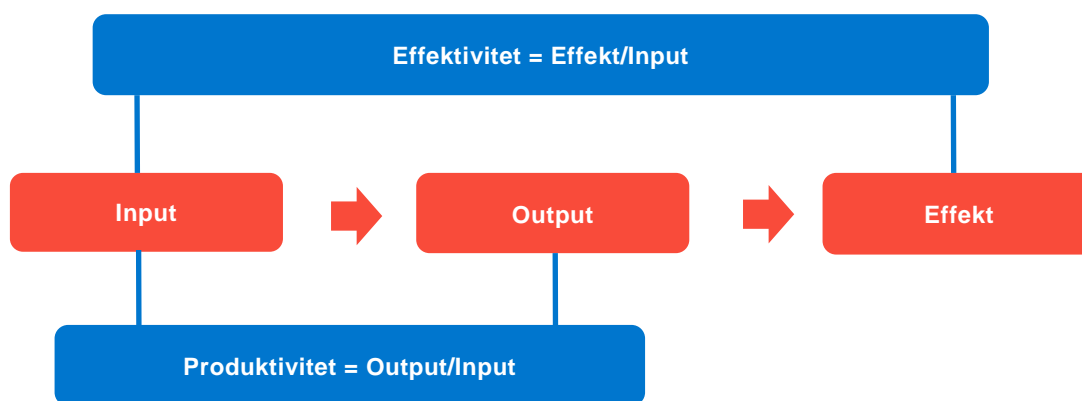 Effektivitet = Effekt/Input
Input
Output
Effekt
Produktivitet = Output/Input